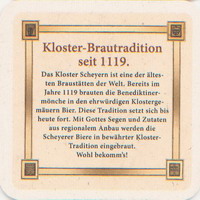 Kloster-Brautradition
seit 1119.
Das Kloster Scheyern ist eine der ältes-
ten Braustätten der Welt. Bereits im
Jahre 1119 brauten die Benediktiner-
mönche in den ehrwürdigen Klosterge-
mäuern Bier. Diese Tradition setzt sich bis
heute fort. Mit Gottes Segen und Zutaten
aus regionalem Anbau werden die
Scheyerer Biere in bewährter Kloster-
Tradition eingebraut.
Wohl bekomm's!